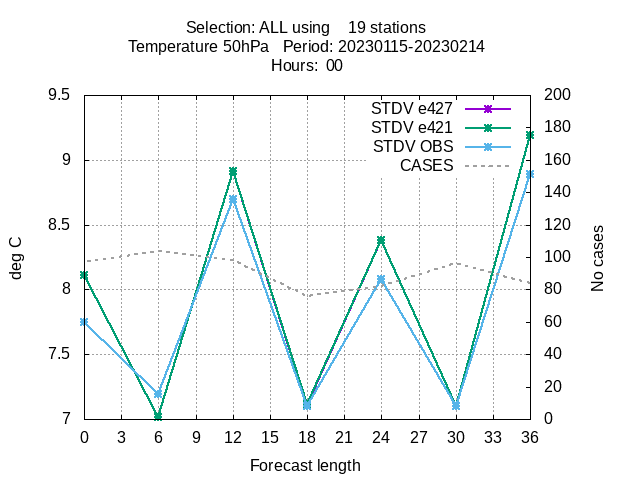 Selection: ALL using 19 stations
Temperature 50hPa Period: 20230115-20230214
Hours: 00
9.5 200
STDV e427
180
STDV e421
STDV OBS
9 160
CASES
140
8.5 120
deg C
No cases
100
8 80
60
7.5 40
20
7 0
0 3 6 9 12 15 18 21 24 27 30 33 36
Forecast length